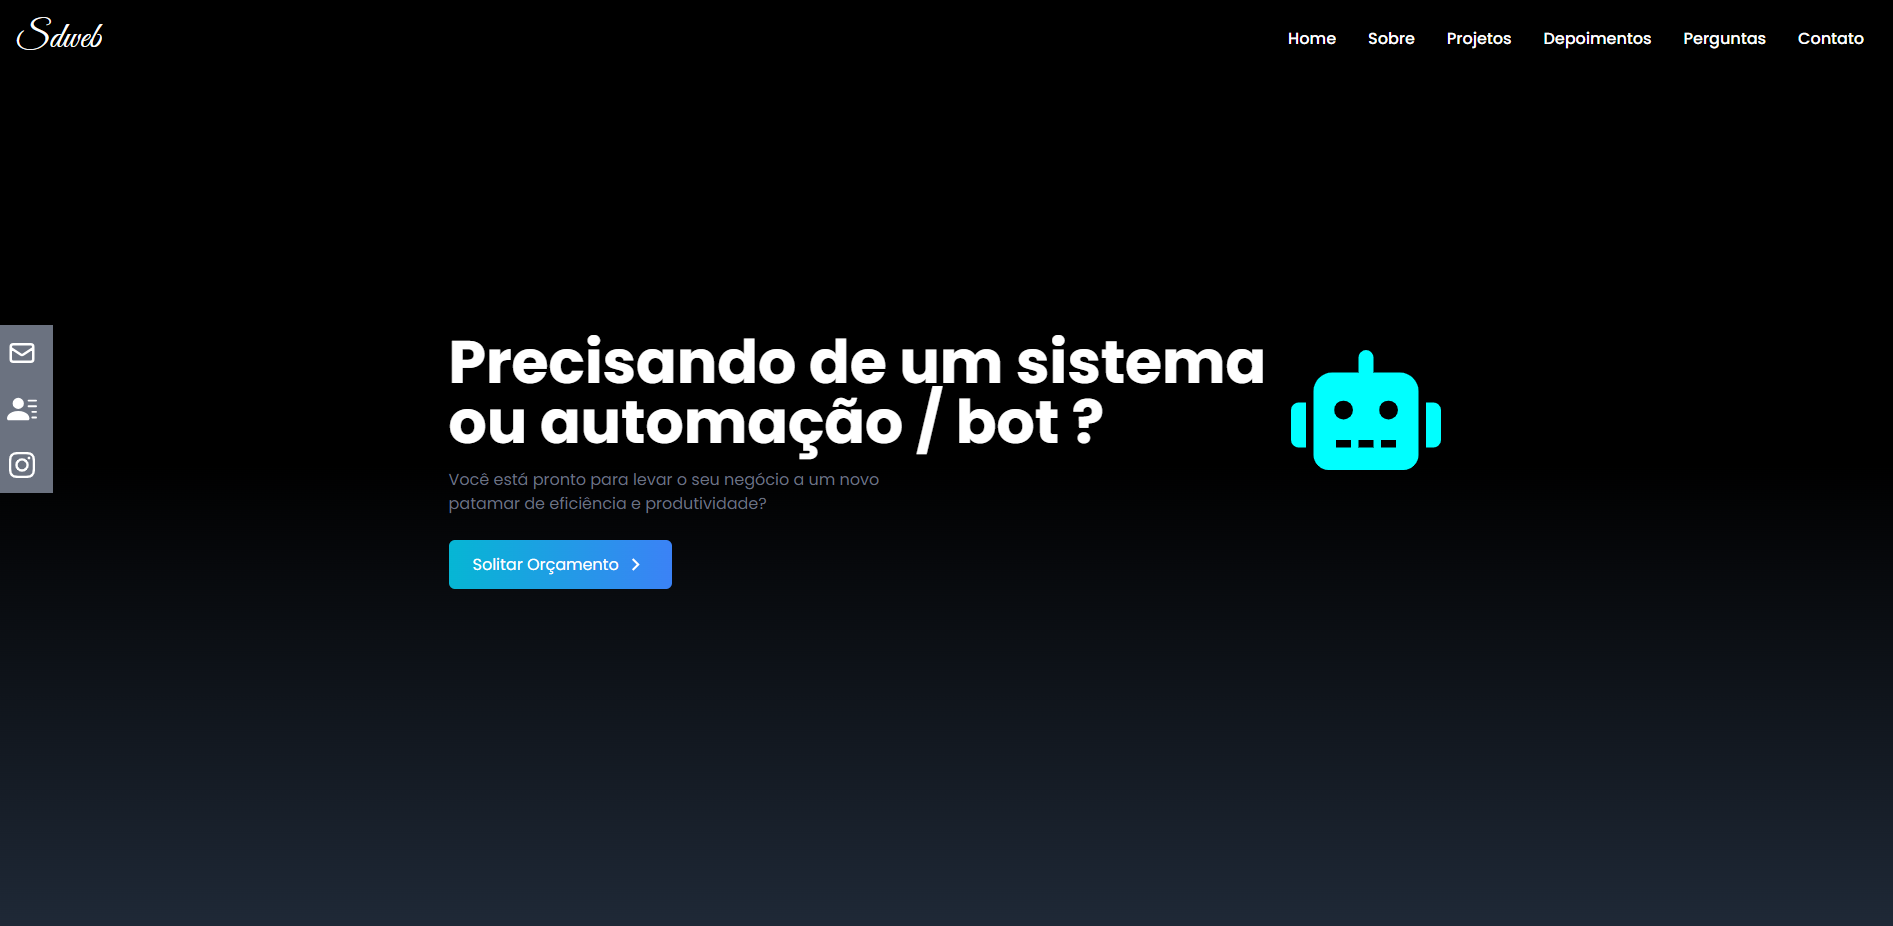 Sdweb
Home Sobre Projetos Depoimentos Perguntas Contato
Precisando de um sistema
ou automação / bot ?
Você está pronto para levar o seu negócio a um novo
patamar de eficiência e produtividade?
Solitar Orçamento